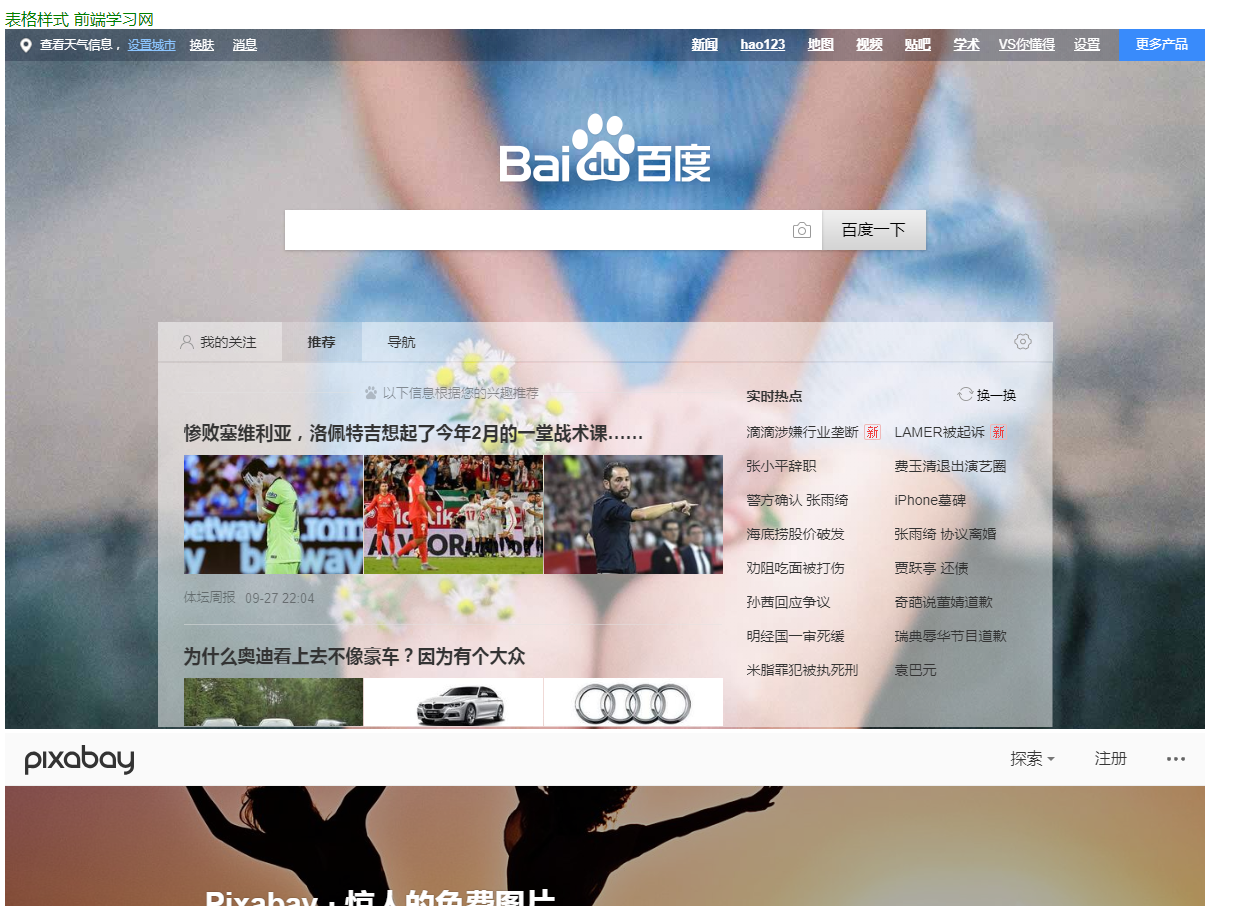 表格样式 前端学习网
查看天气信息， 设置城市 换肤 消息 新闻 hao123 地图 视频 贴吧 学术 VS你懂得 设置 更多产品
Bai du 百度
百度一下
我的关注 推荐 导航
以下信息根据您的兴趣推荐
实时热点 换一换
惨败塞维利亚，洛佩特吉想起了今年2月的一堂战术课……
滴滴涉嫌行业垄断 新 LAMER被起诉 新
张小平辞职 费玉清退出演艺圈
警方确认 张雨绮 iPhone墓碑
海底捞股价破发 张雨绮 协议离婚
劝阻吃面被打伤 贾跃亭 还债
孙茜回应争议 奇葩说董婧道歉
明经国一审死缓 瑞典辱华节目道歉
米脂罪犯被执死刑 袁巴元
betway
体坛周报 09-27 22:04
为什么奥迪看上去不像豪车？因为有个大众
pixabay 探索 注册 •••
Pixabay · 惊人的免费图片